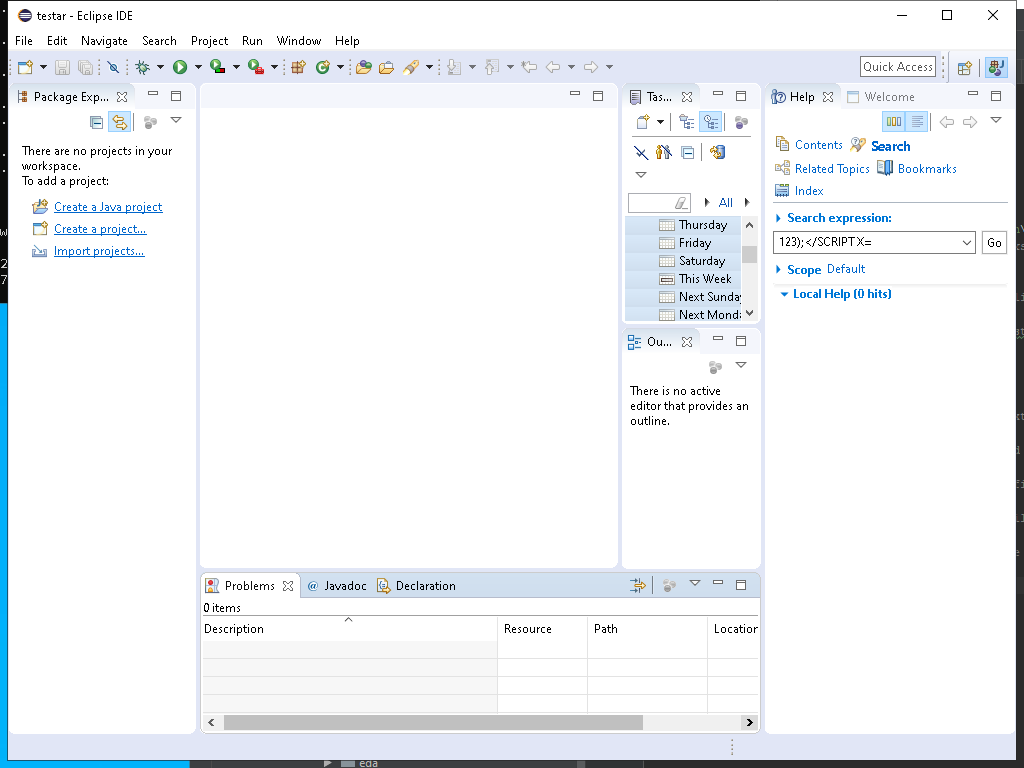 testar - Eclipse IDE
File Edit Navigate Search Project Run Window Help
Quick Access
Package Exp...
There are no projects in your
workspace.
To add a project:
Create a Java project
Create a project...
Import projects...
Tas...
All
Thursday
Friday
Saturday
This Week
Next Sunday
Next Mond
Ou...
There is no active
editor that provides an
outline.
Help Welcome
Contents Search
Related Topics Bookmarks
Index
Search expression:
123);</SCRIPT X=
Go
Scope Default
Local Help (0 hits)
Problems @ Javadoc Declaration
0 items
Description Resource Path Location
eda